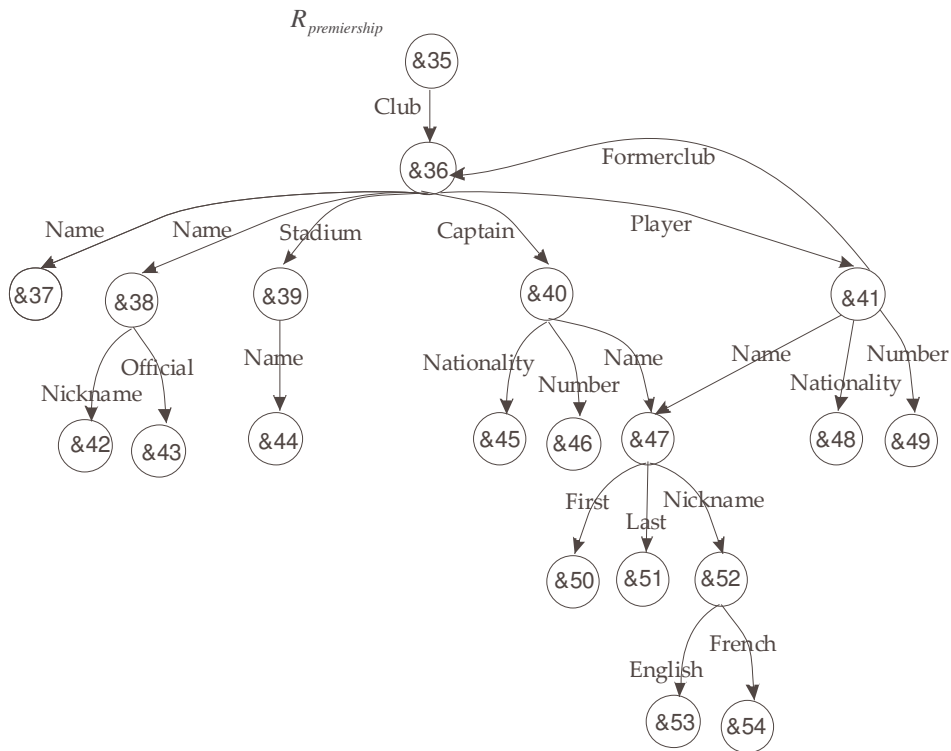 R premiership
&35
Club
&36
Formerclub
Name
Name
Stadium
Captain
Player
&37
&38
&39
&40
&41
Nickname
Official
Name
Nationality
Number
Name
Name
Nationality
Number
&42
&43
&44
&45
&46
&47
&48
&49
First
Last
Nickname
&50
&51
&52
English
French
&53
&54